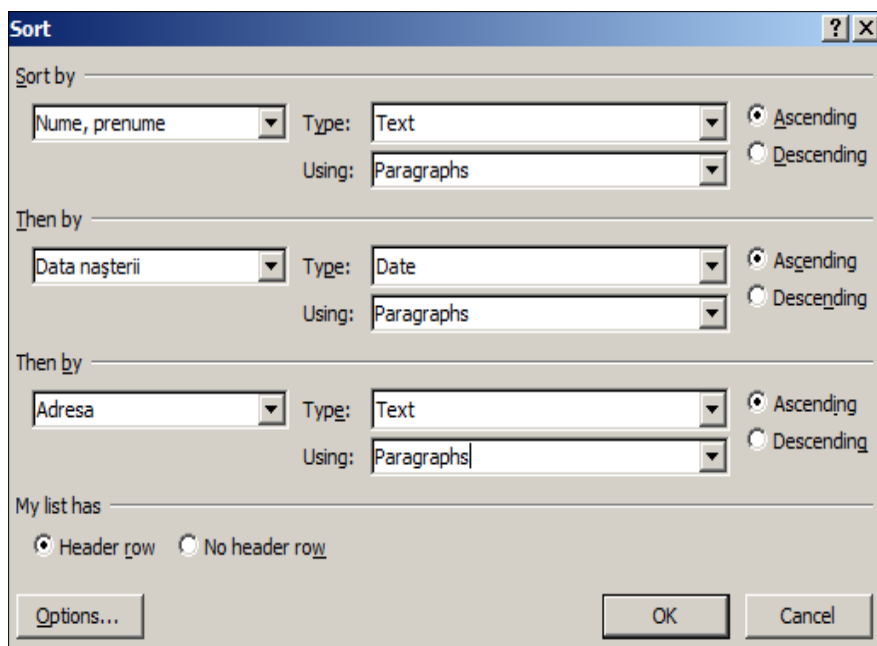 Sort
Sort by
Nume, prenume Type: Text Ascending
Using: Paragraphs Descending
Then by
Data naşterii Type: Date Ascending
Using: Paragraphs Descending
Then by
Adresa Type: Text Ascending
Using: Paragraphs Descending
My list has
Header row No header row
Options... OK Cancel